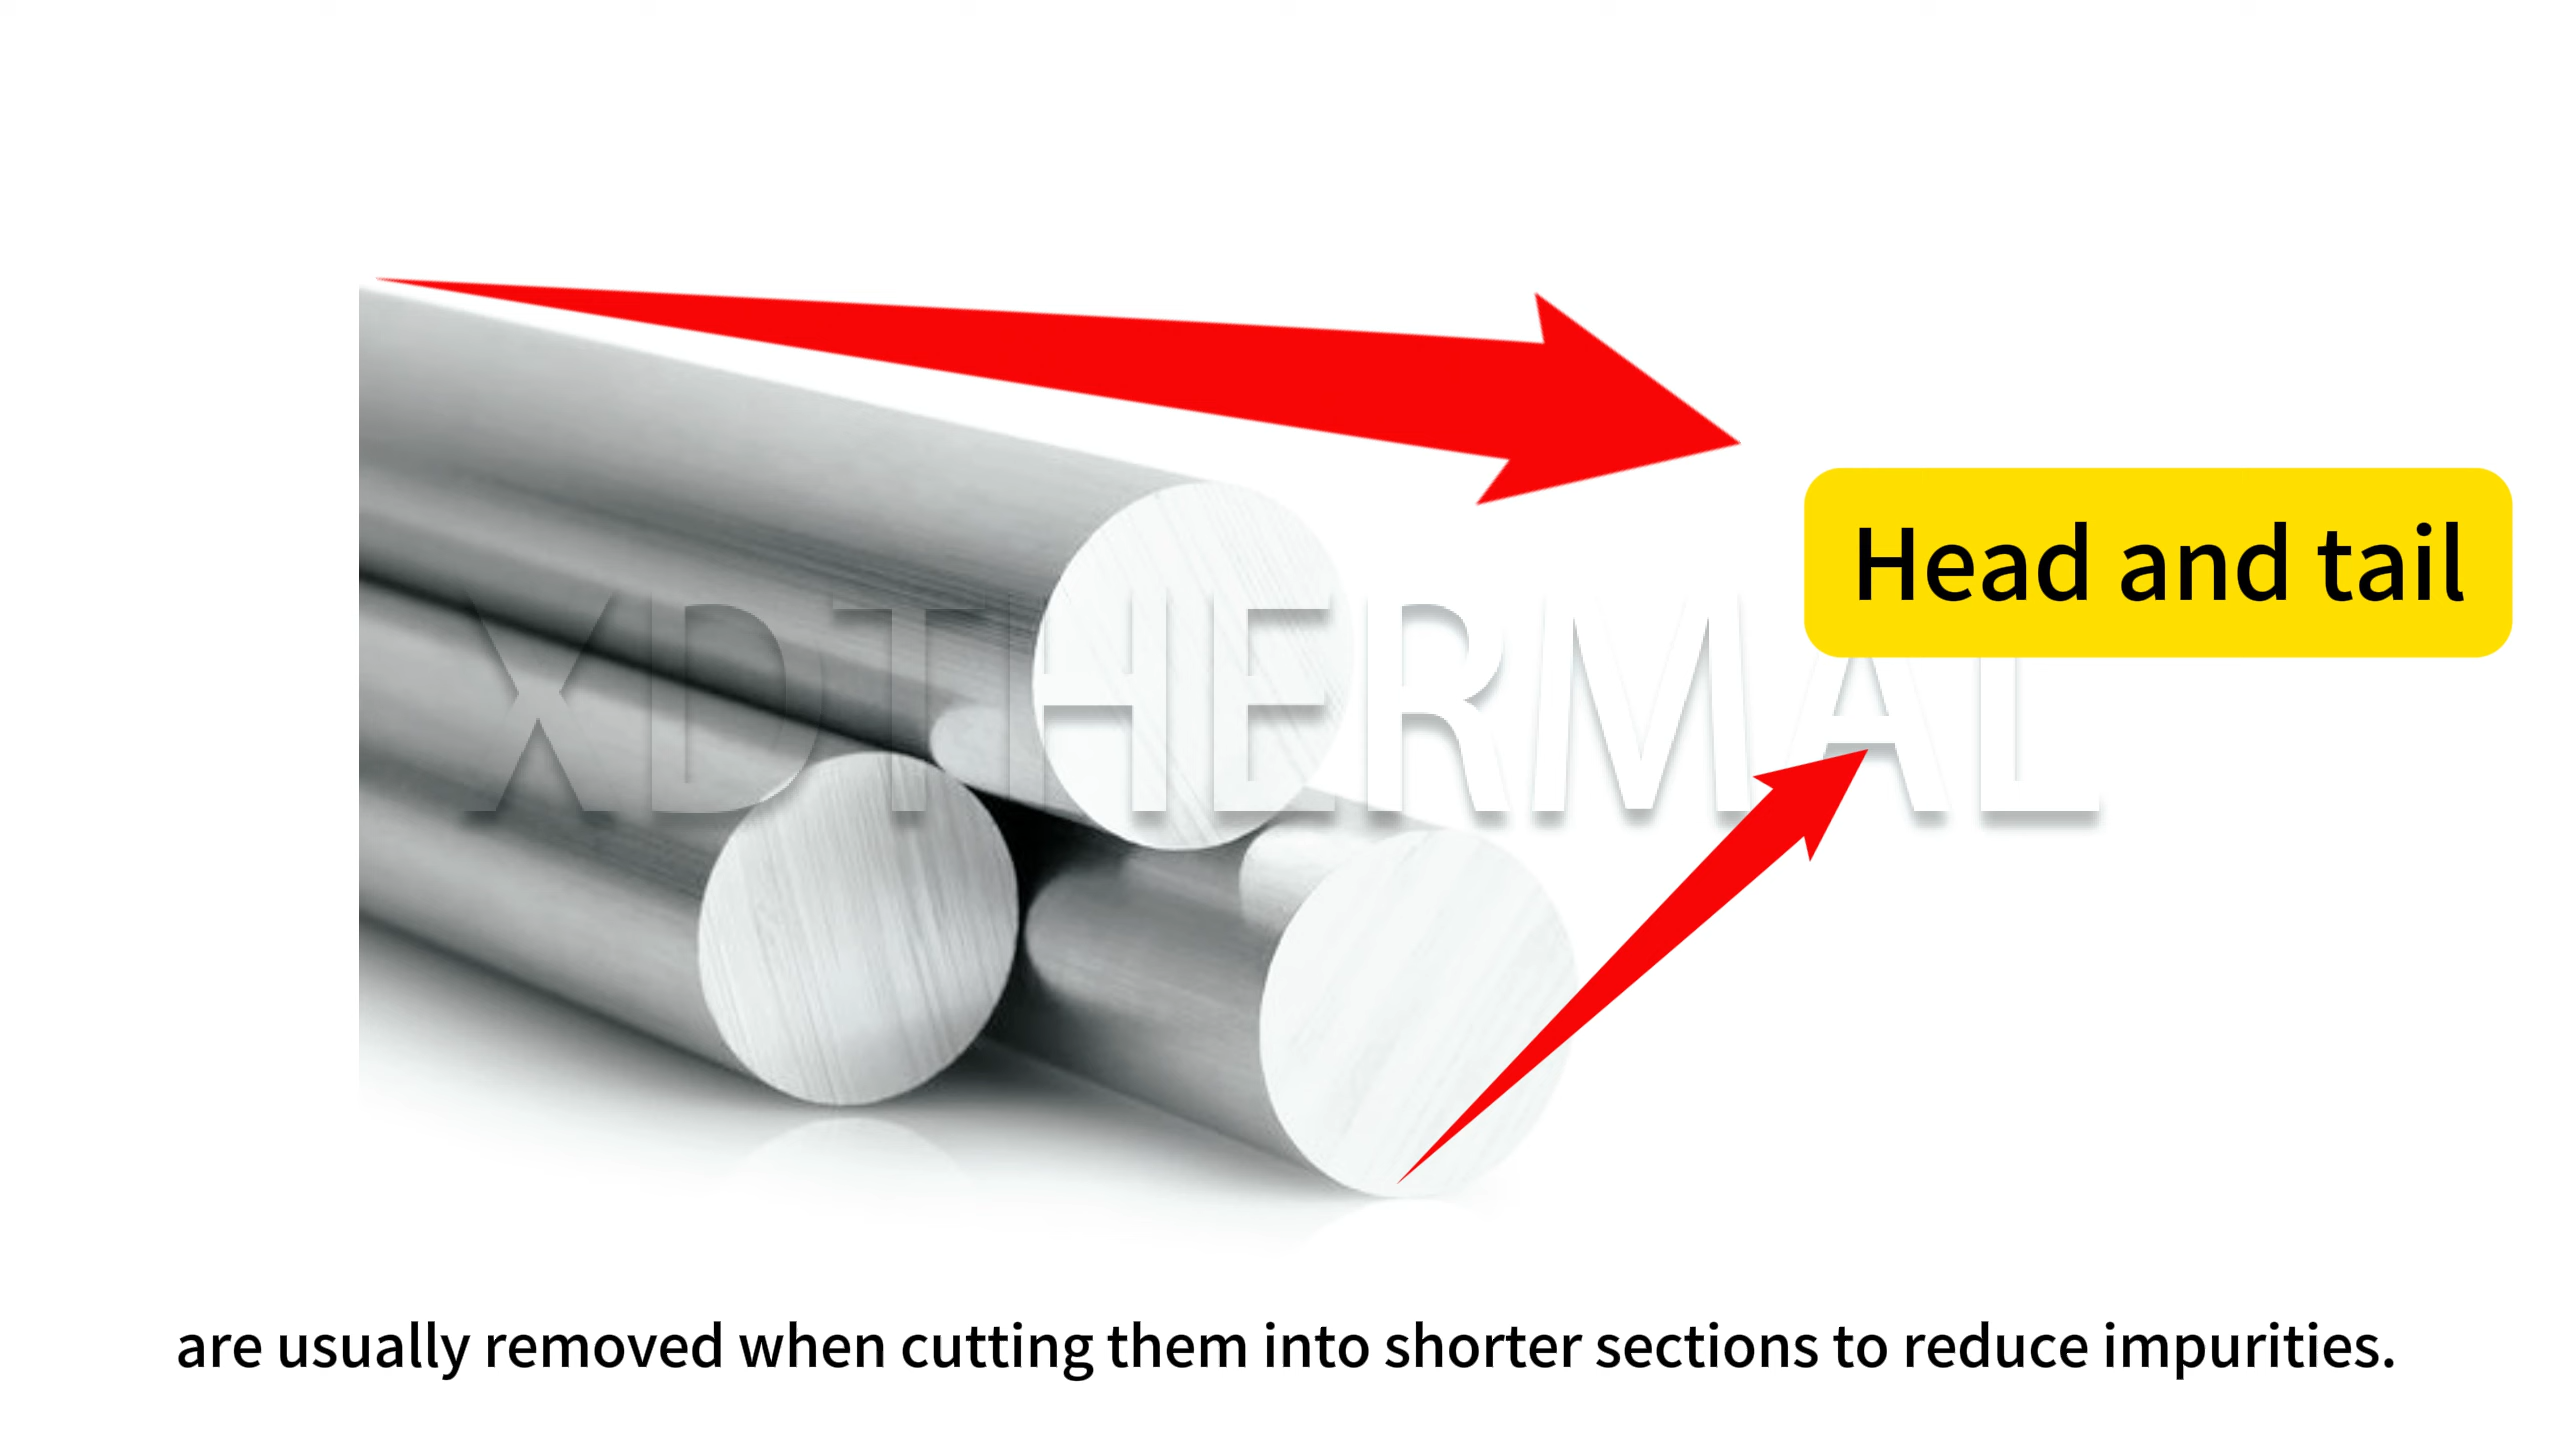 Head and tail
XDTHERMAL
are usually removed when cutting them into shorter sections to reduce impurities.